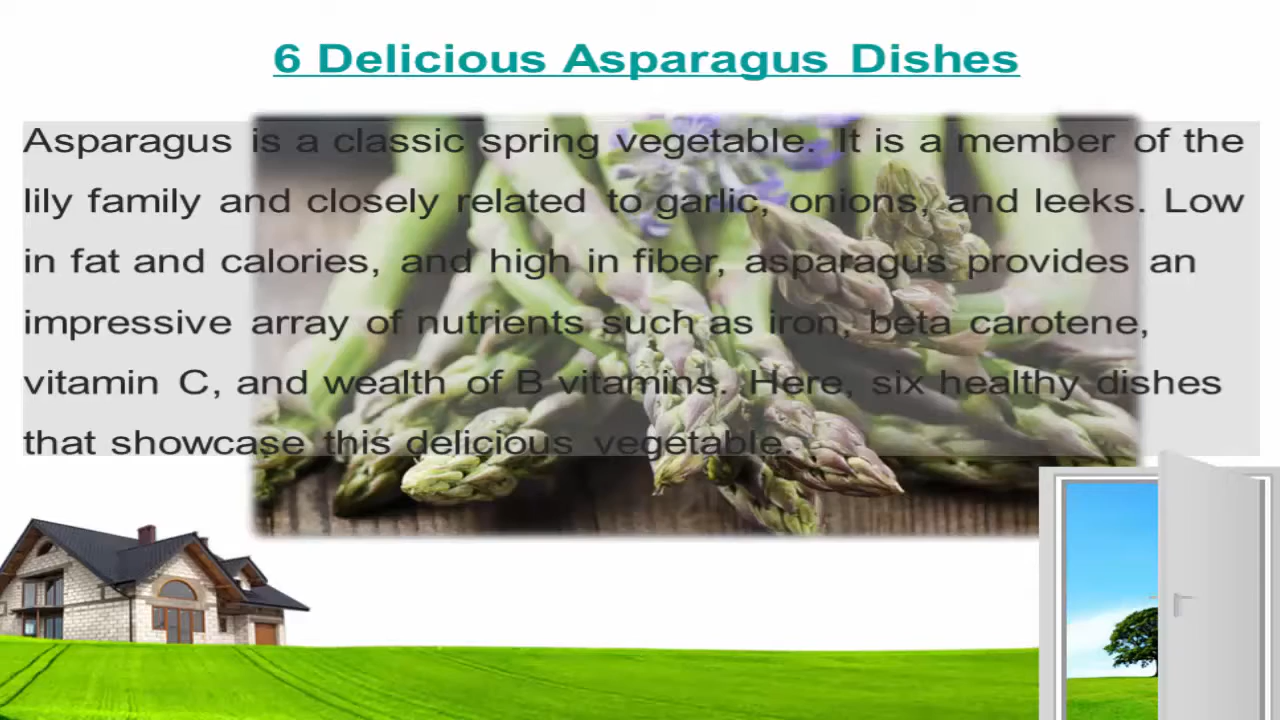 6 Delicious Asparagus Dishes
Asparagus is a classic spring vegetable. It is a member of the
lily family and closely related to garlic, onions, and leeks. Low
in fat and calories, and high in fiber, asparagus provides an
impressive array of nutrients such as iron, beta carotene,
vitamin C, and wealth of B vitamins. Here, six healthy dishes
that showcase this delicious vegetable.